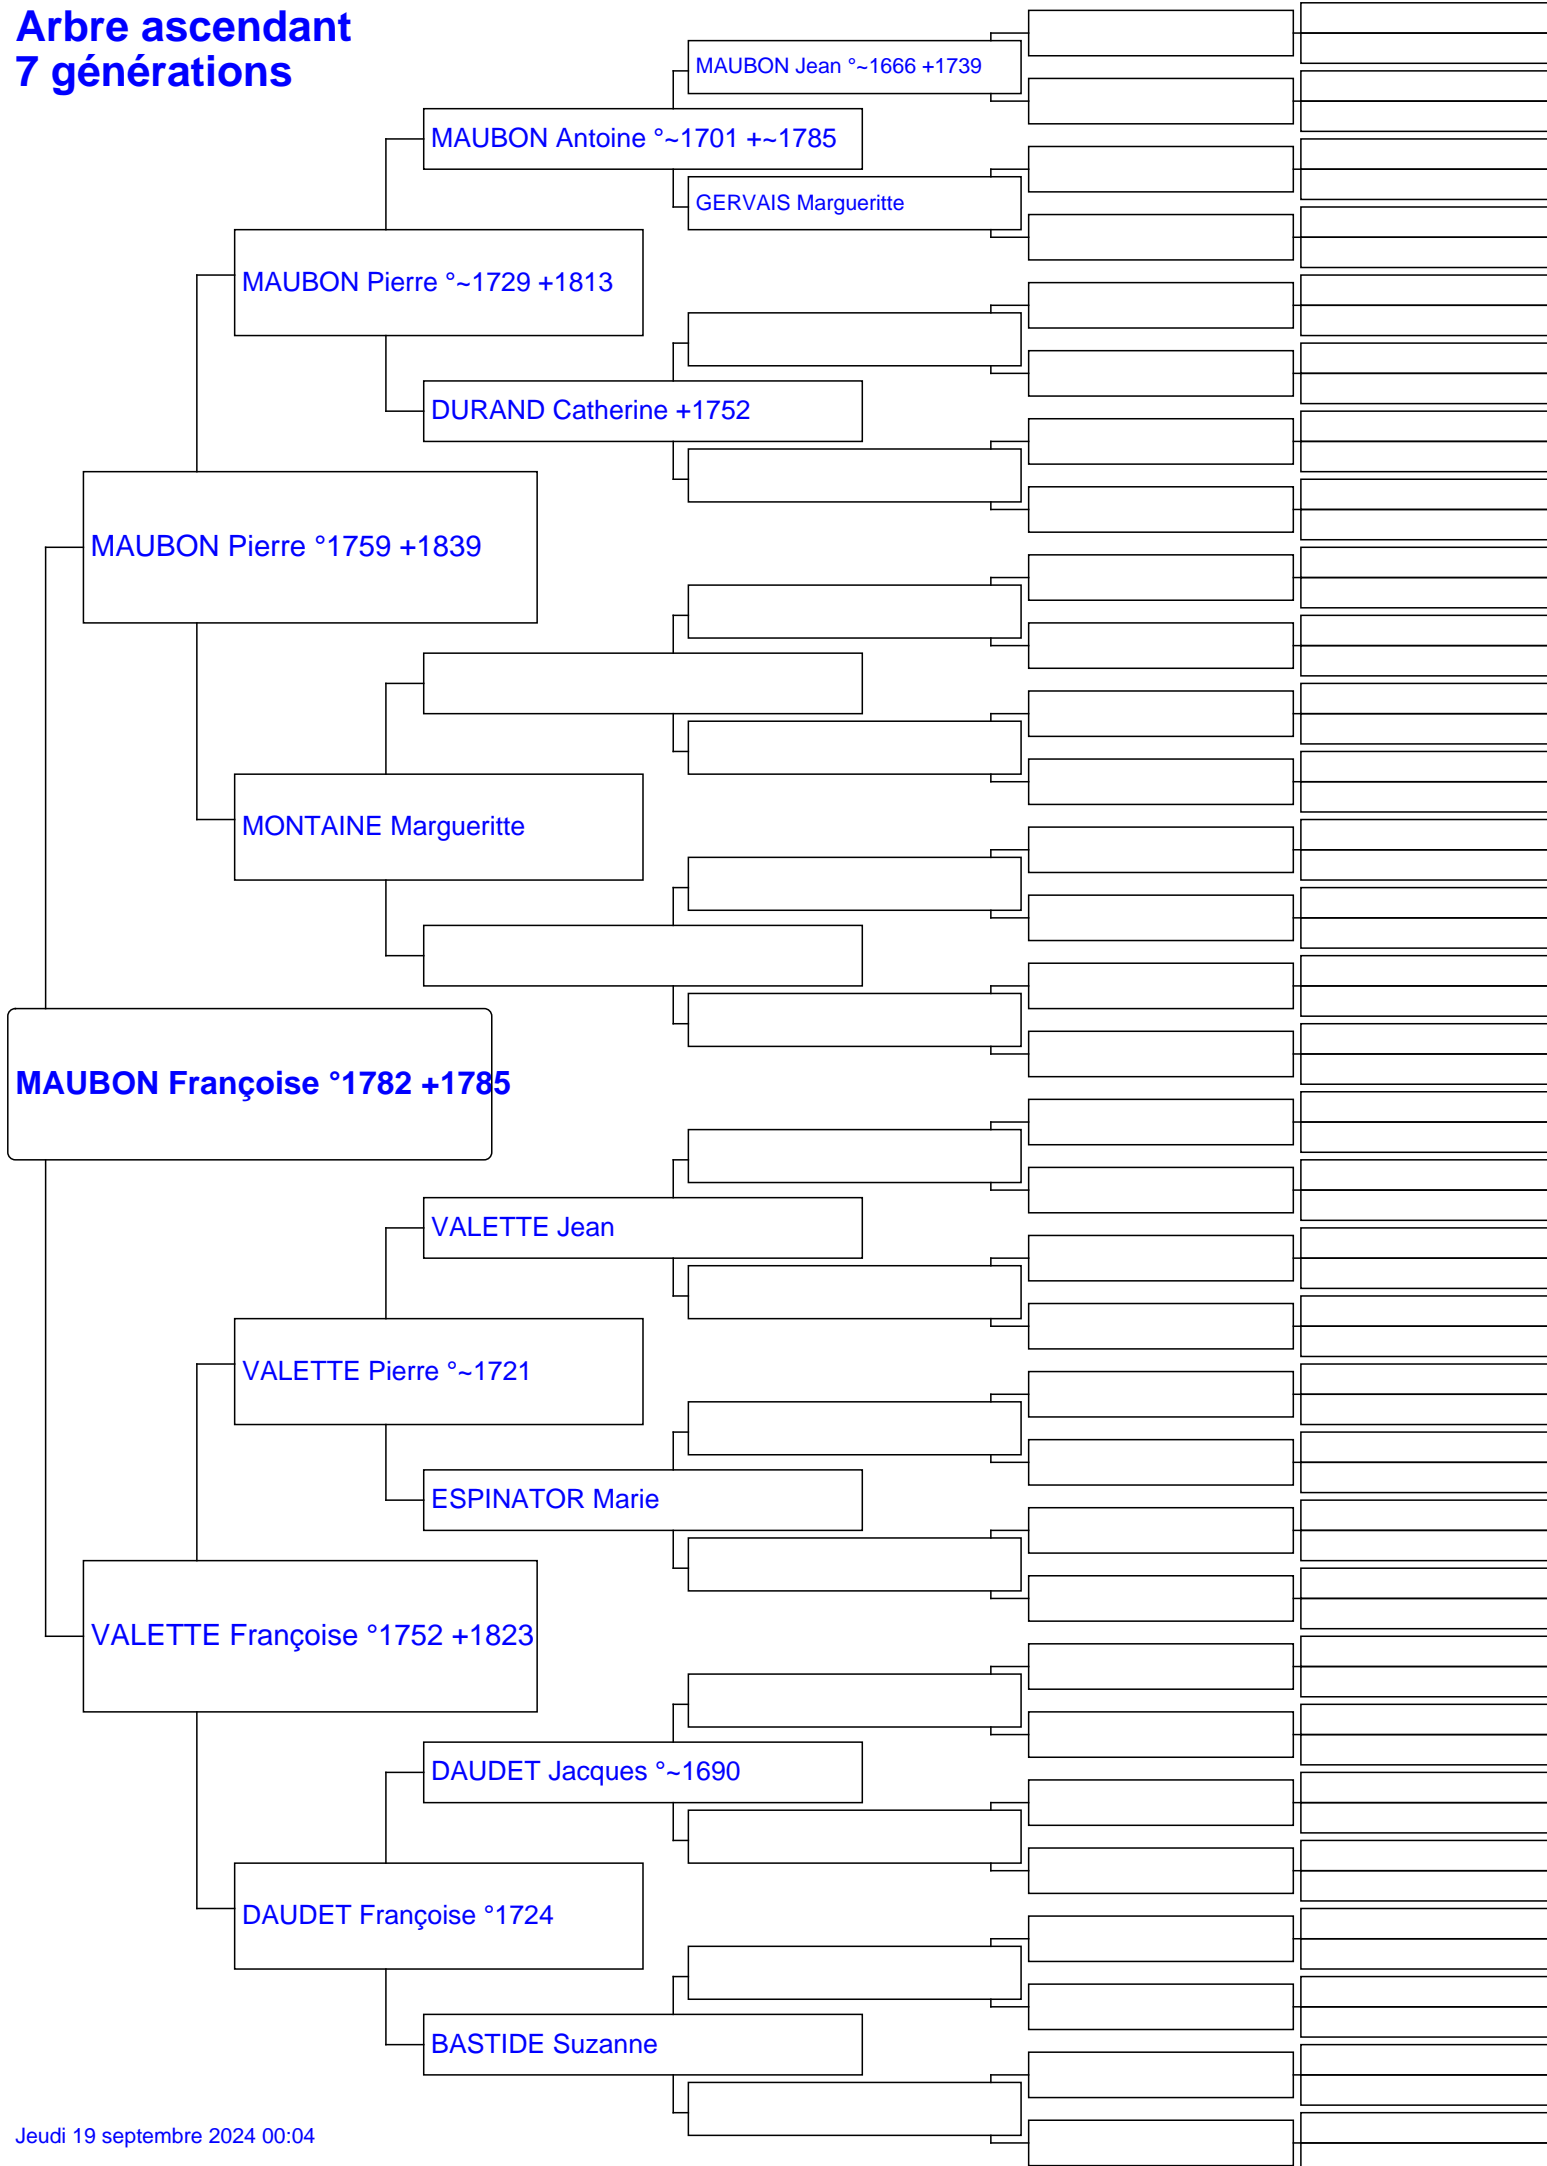 Arbre ascendant
7 générations
MAUBON Jean °~1666 +1739
MAUBON Antoine °~1701 +~1785
GERVAIS Margueritte
MAUBON Pierre °~1729 +1813
DURAND Catherine +1752
MAUBON Pierre °1759 +1839
MONTAINE Margueritte
MAUBON Françoise °1782 +1785
VALETTE Jean
VALETTE Pierre °~1721
ESPINATOR Marie
VALETTE Françoise °1752 +1823
DAUDET Jacques °~1690
DAUDET Françoise °1724
BASTIDE Suzanne
Jeudi 19 septembre 2024 00:04